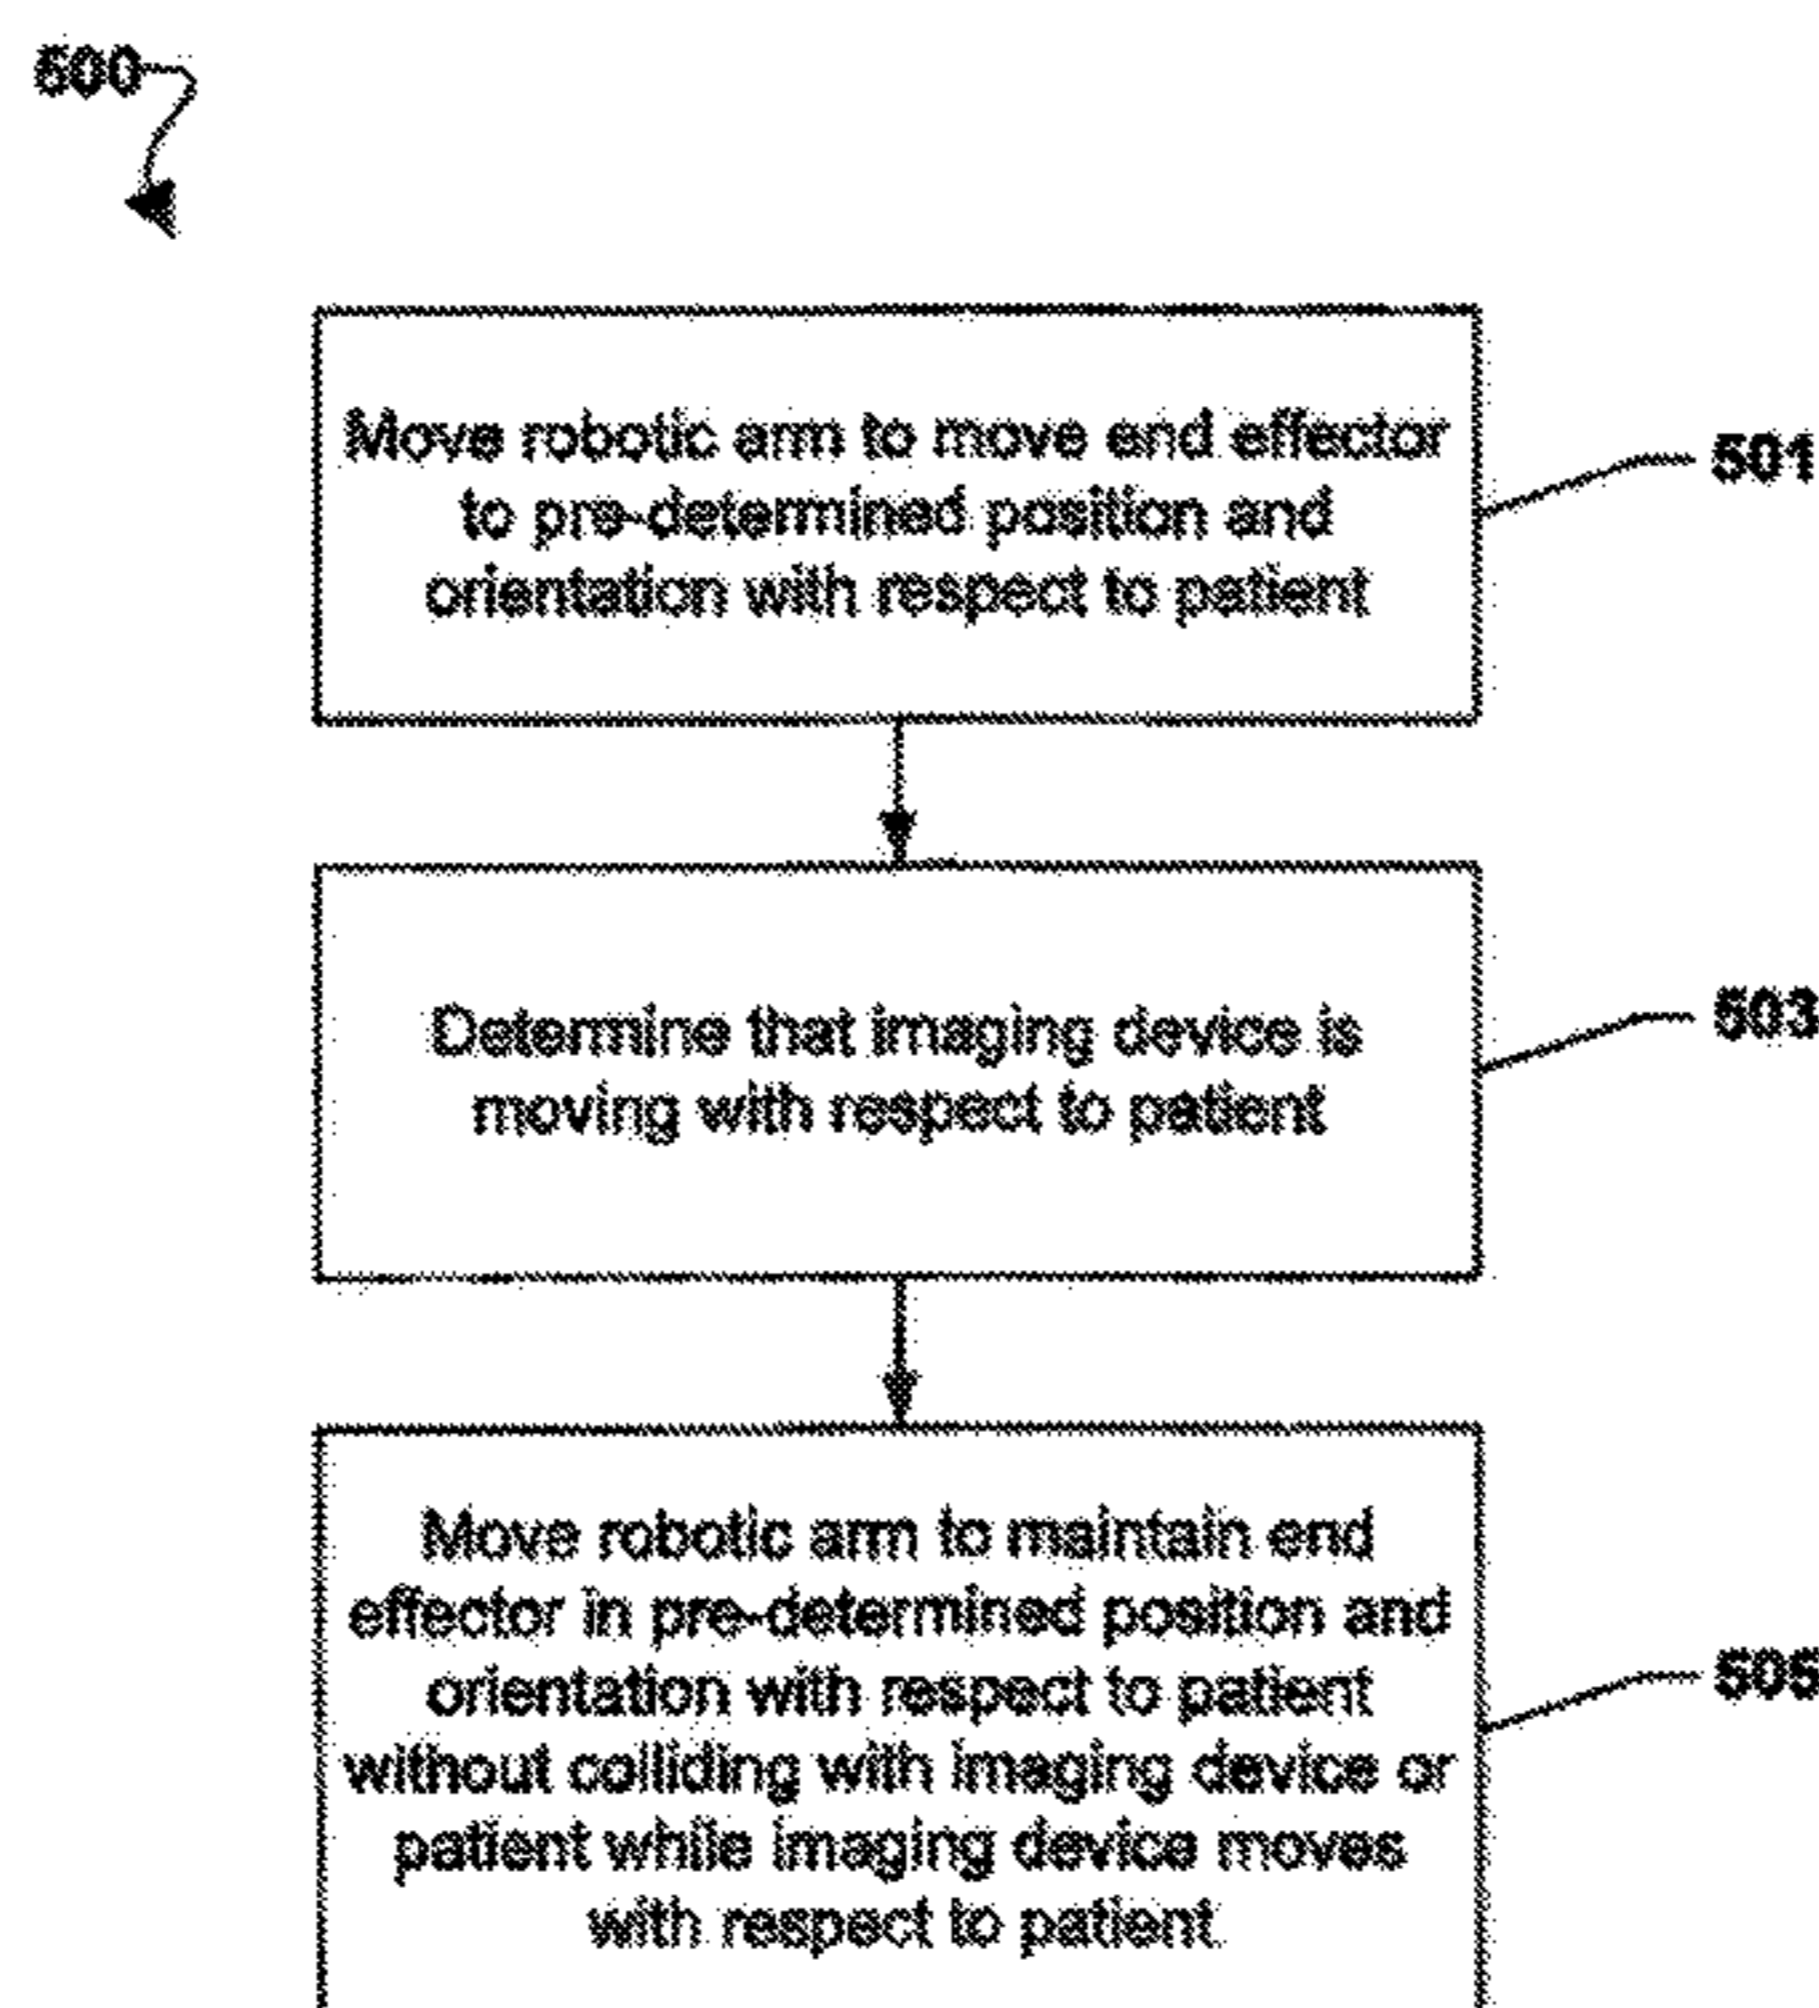 500
Move robotic arm to move end effector
to pre-determined position and
orientation with respect to patient
501
Determine that imaging device is
moving with respect to patient
503
Move robotic arm to maintain end
effector in pre-determined position and
orientation with respect to patient
without colliding with imaging device or
patient while imaging device moves
with respect to patient
505